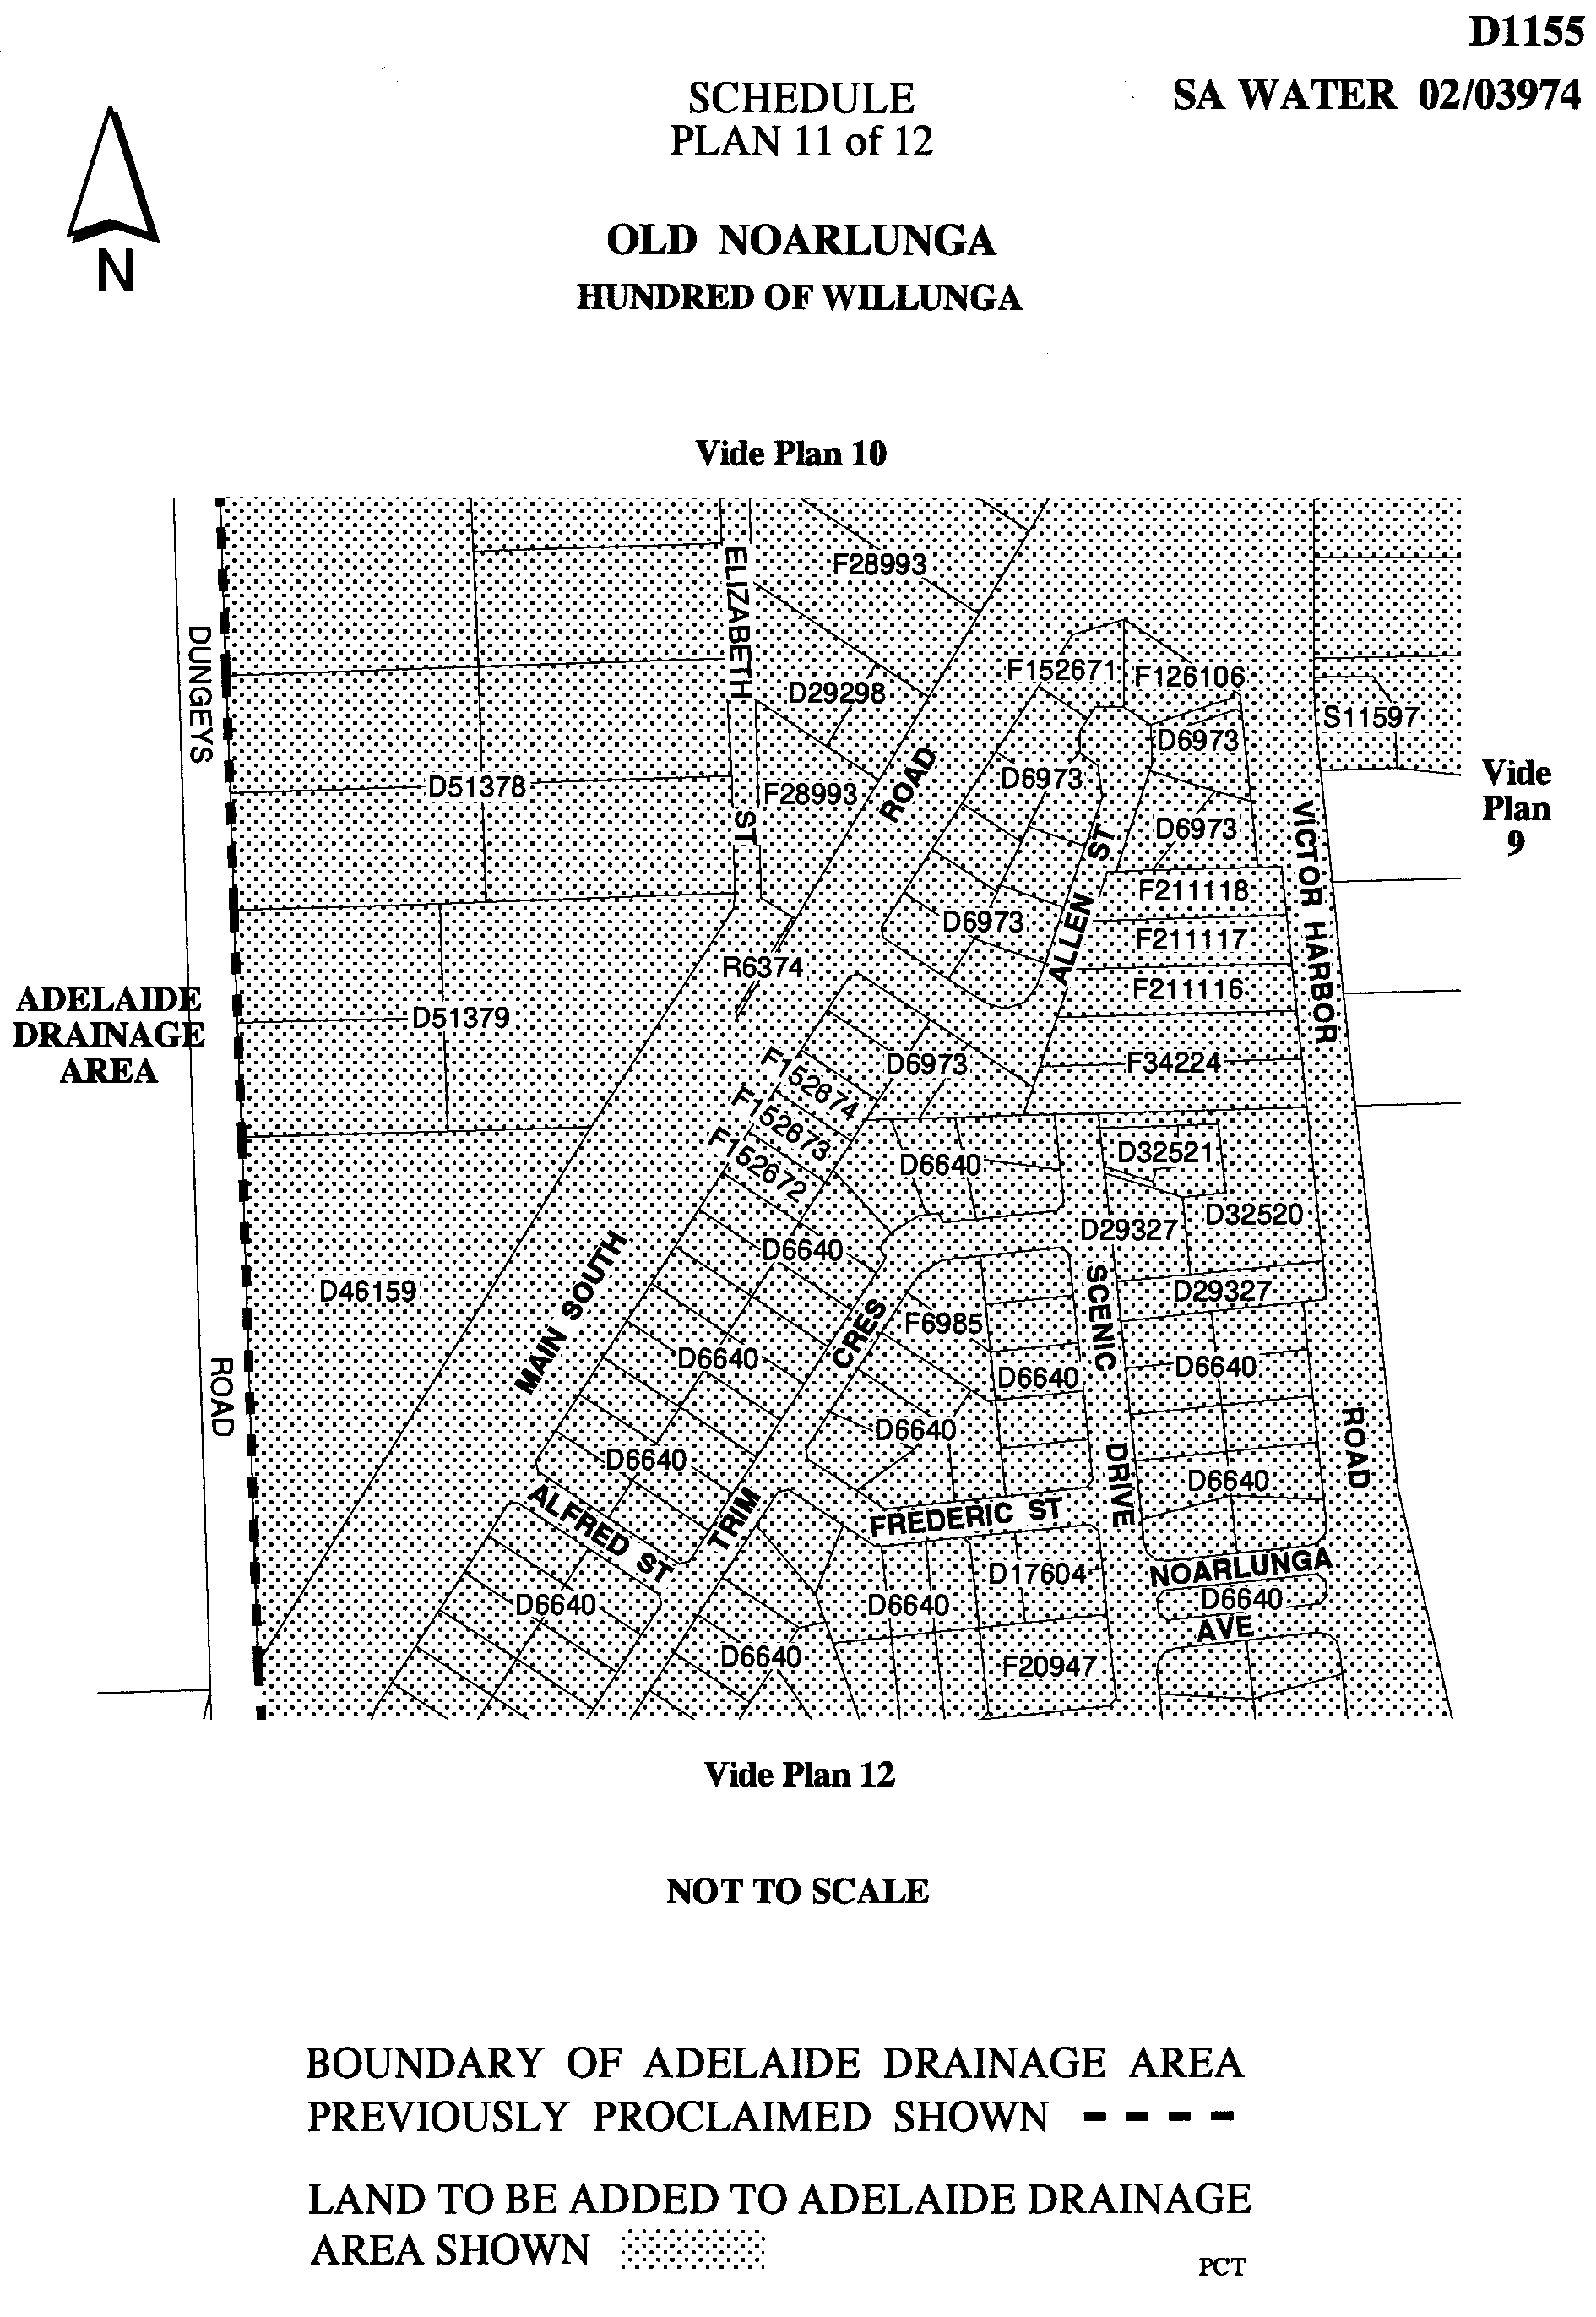 D1155
SA WATER 02/03974
SCHEDULE
PLAN 11 of 12
N
OLD NOARLUNGA
HUNDRED OF WILLUNGA
Vide Plan 10
ELIZABETH
F28993
DUNGEYS
F152671
F126106
D29298
S11597
D6973
ROAD
D6973
Vide
Plan
9
D51378
F28993
ST
VICTOR HARBOR
D6973
ALLEN ST
F211118
D6973
F211117
R6374
F211116
ADELAIDE
DRAINAGE
AREA
D51379
D6973
F34224
F152674
F152673
F152672
D32521
D6640
D32520
D29327
D6640
MAIN SOUTH
SCENIC
D46159
D29327
CRES
F6985
D6640
D6640
D6640
ROAD
ROAD
D6640
D6640
DRIVE
D6640
ALFRED ST
TRIM
FREDERIC ST
NOARLUNGA
D17604
D6640
D6640
D6640
AVE
D6640
F20947
Vide Plan 12
NOT TO SCALE
BOUNDARY OF ADELAIDE DRAINAGE AREA
PREVIOUSLY PROCLAIMED SHOWN
LAND TO BE ADDED TO ADELAIDE DRAINAGE
AREA SHOWN
PCT